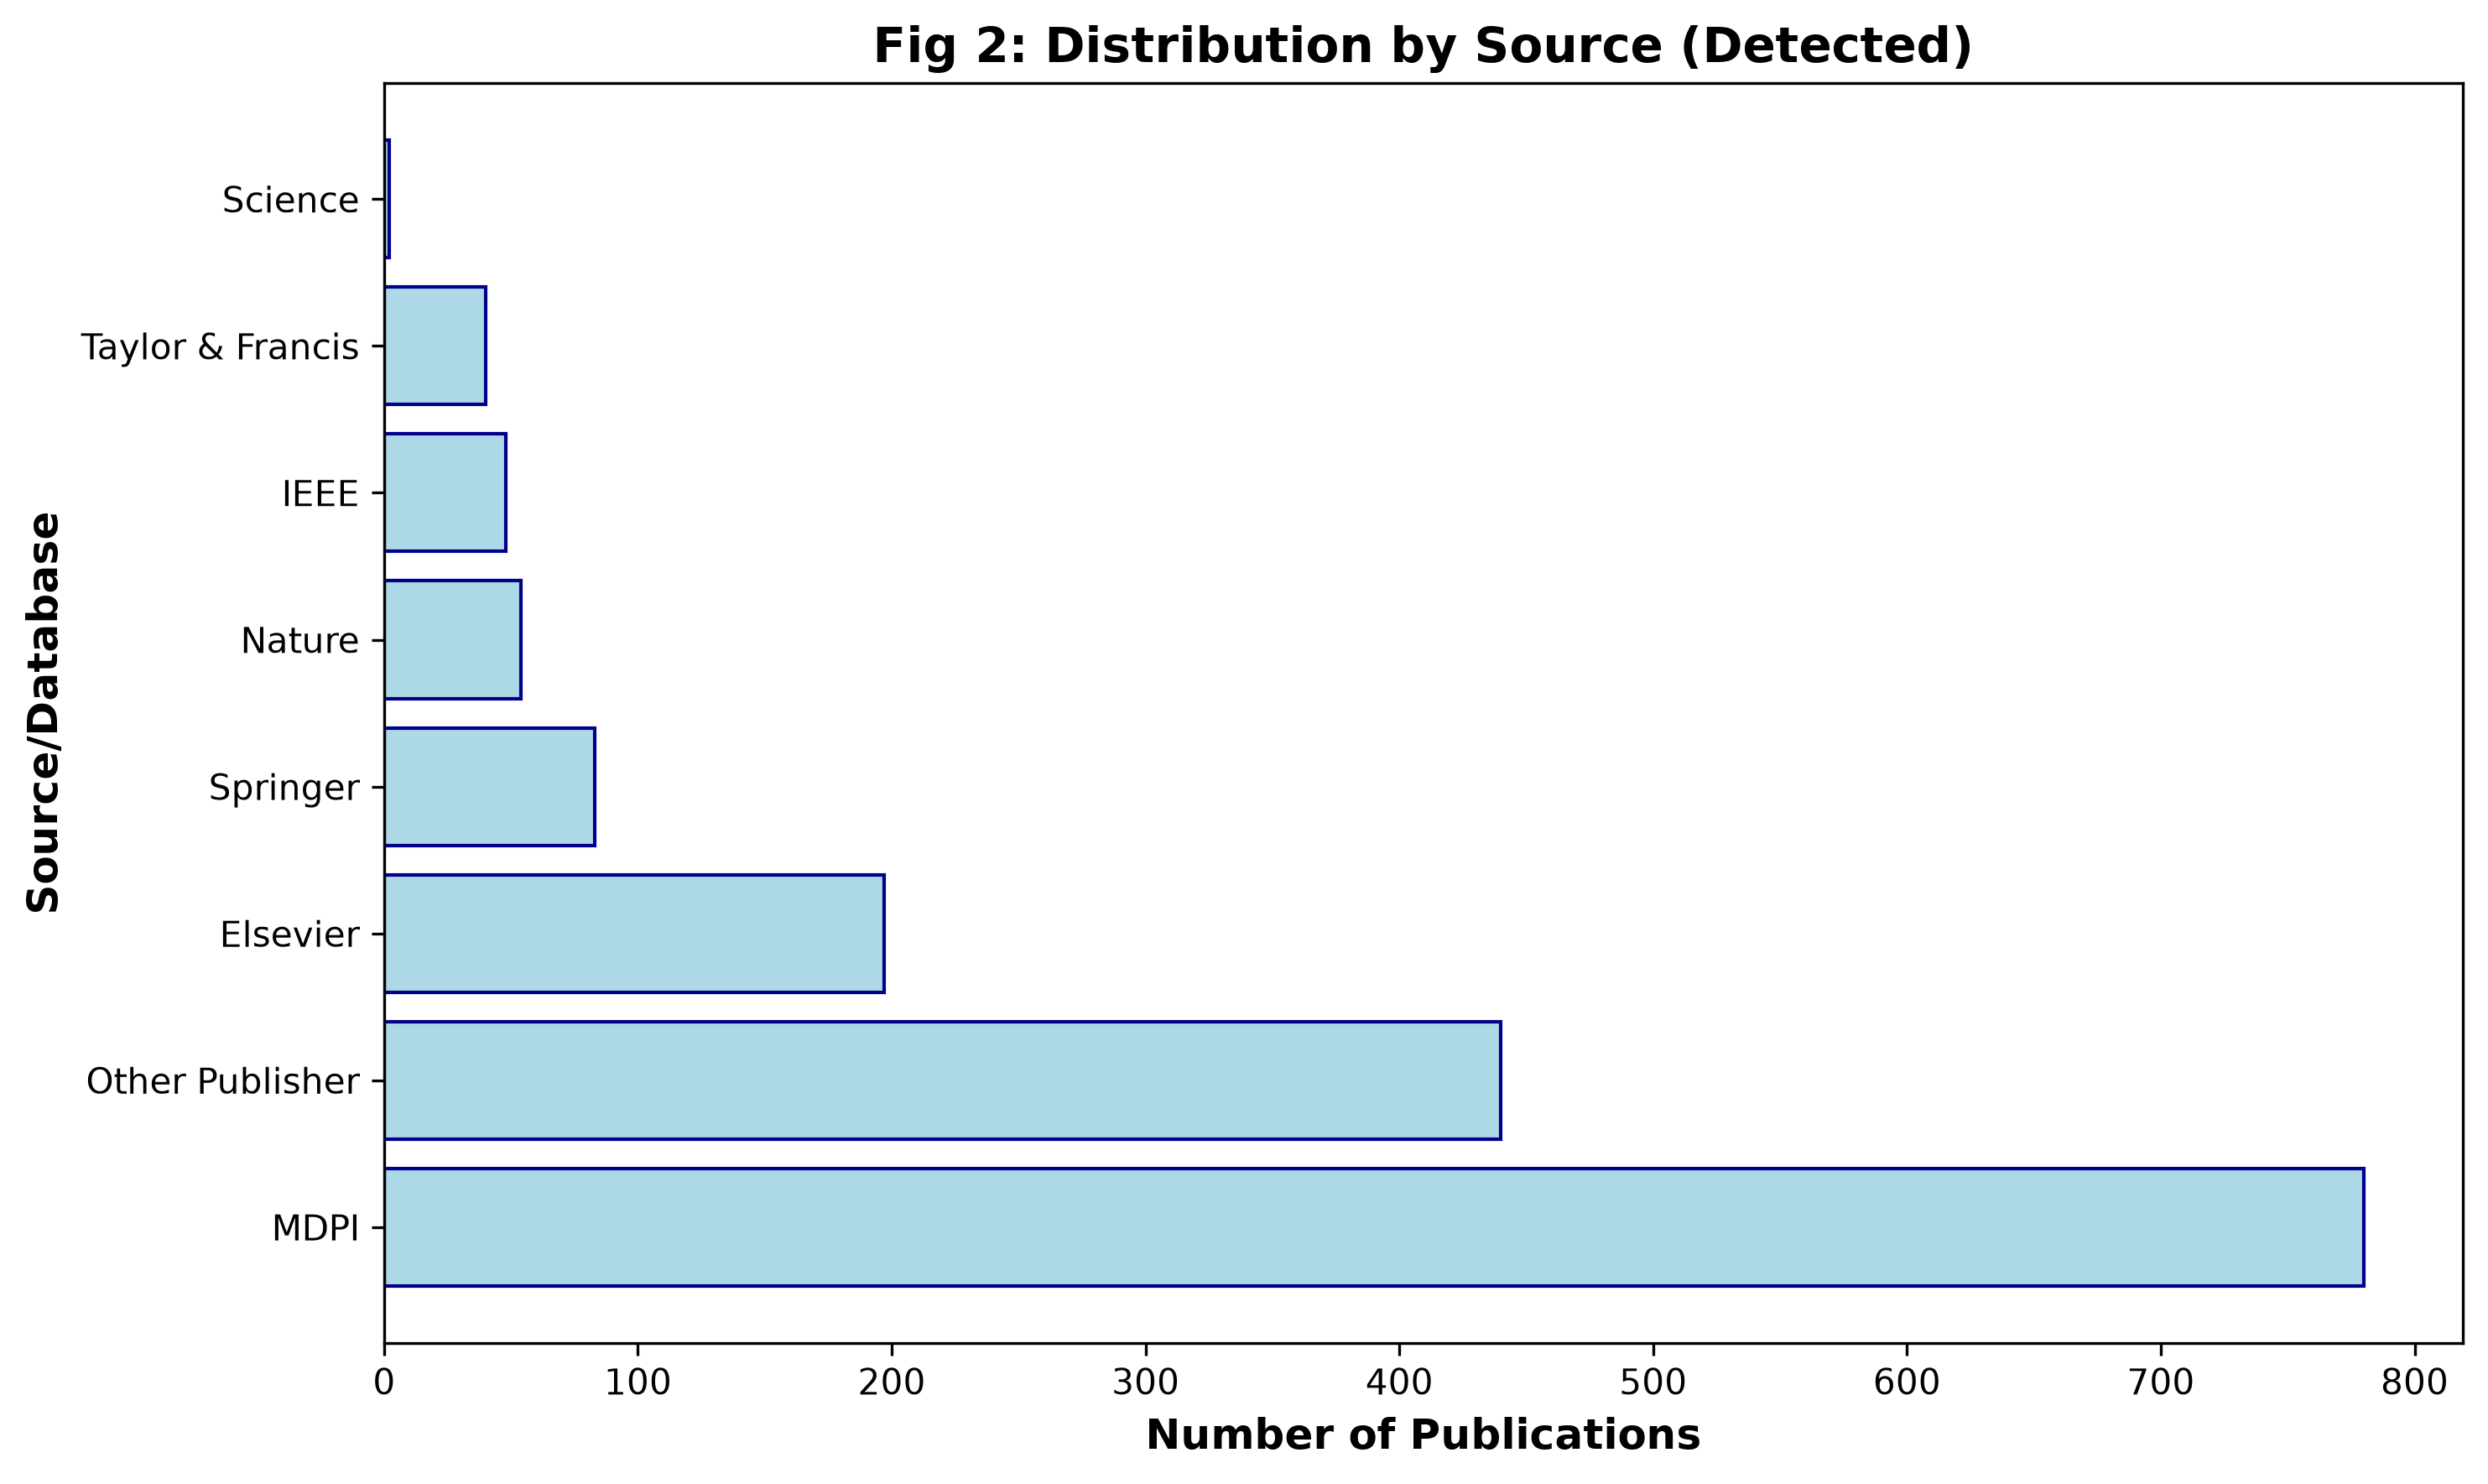 Fig 2: Distribution by Source (Detected)
Source/Database
Science
Taylor & Francis
IEEE
Nature
Springer
Elsevier
Other Publisher
MDPI
0 100 200 300 400 500 600 700 800
Number of Publications